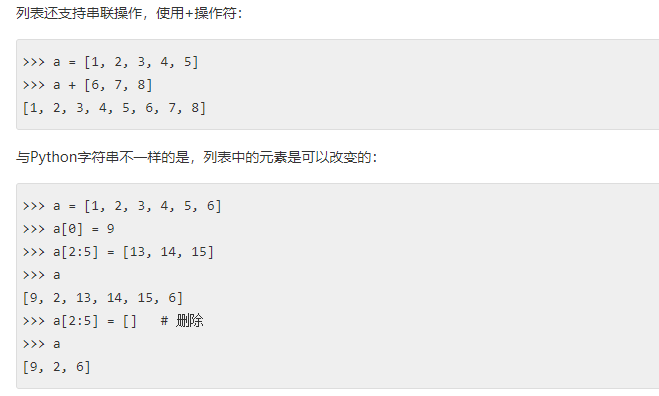 列表还支持串联操作，使用+操作符：
>>> a = [1, 2, 3, 4, 5]
>>> a + [6, 7, 8]
[1, 2, 3, 4, 5, 6, 7, 8]
与Python字符串不一样的是，列表中的元素是可以改变的：
>>> a = [1, 2, 3, 4, 5, 6]
>>> a[0] = 9
>>> a[2:5] = [13, 14, 15]
>>> a
[9, 2, 13, 14, 15, 6]
>>> a[2:5] = []   # 删除
>>> a
[9, 2, 6]